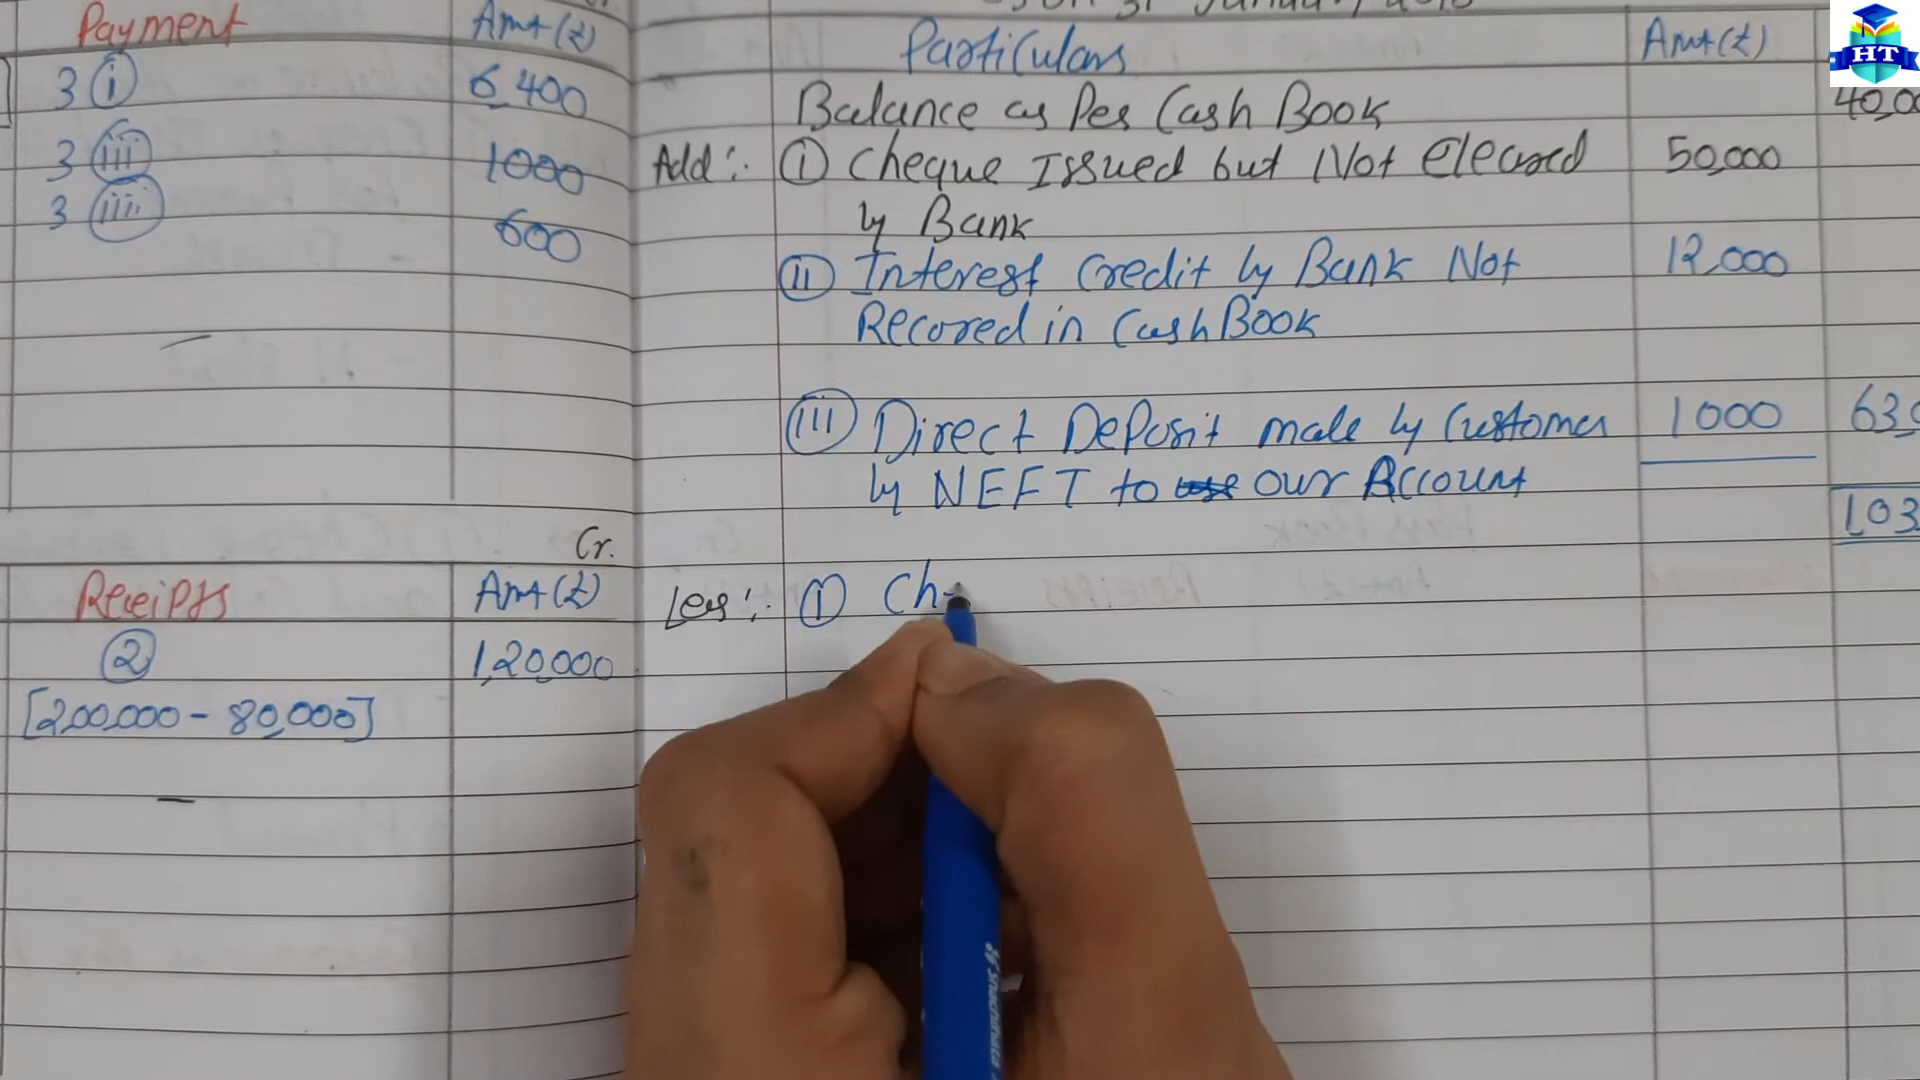 Payment Amt(₹)
3 (i) 6,400
3 (iii) 1000
3 (iiii) 600
Cr.
Receipts Amt(₹)
(2) 1,20,000
[200,000 - 80,000]
Particulars Amt(₹)
Balance as Per Cash Book 40,00
Add:. (i) Cheque Issued but Not Cleared 50,000
by Bank
(ii) Interest Credit by Bank Not 12,000
Recored in Cash Book
(iii) Direct Deposit made by Customer 1000 63,0
by NEFT to our Account
1,03
Less:. (i) Ch
HT